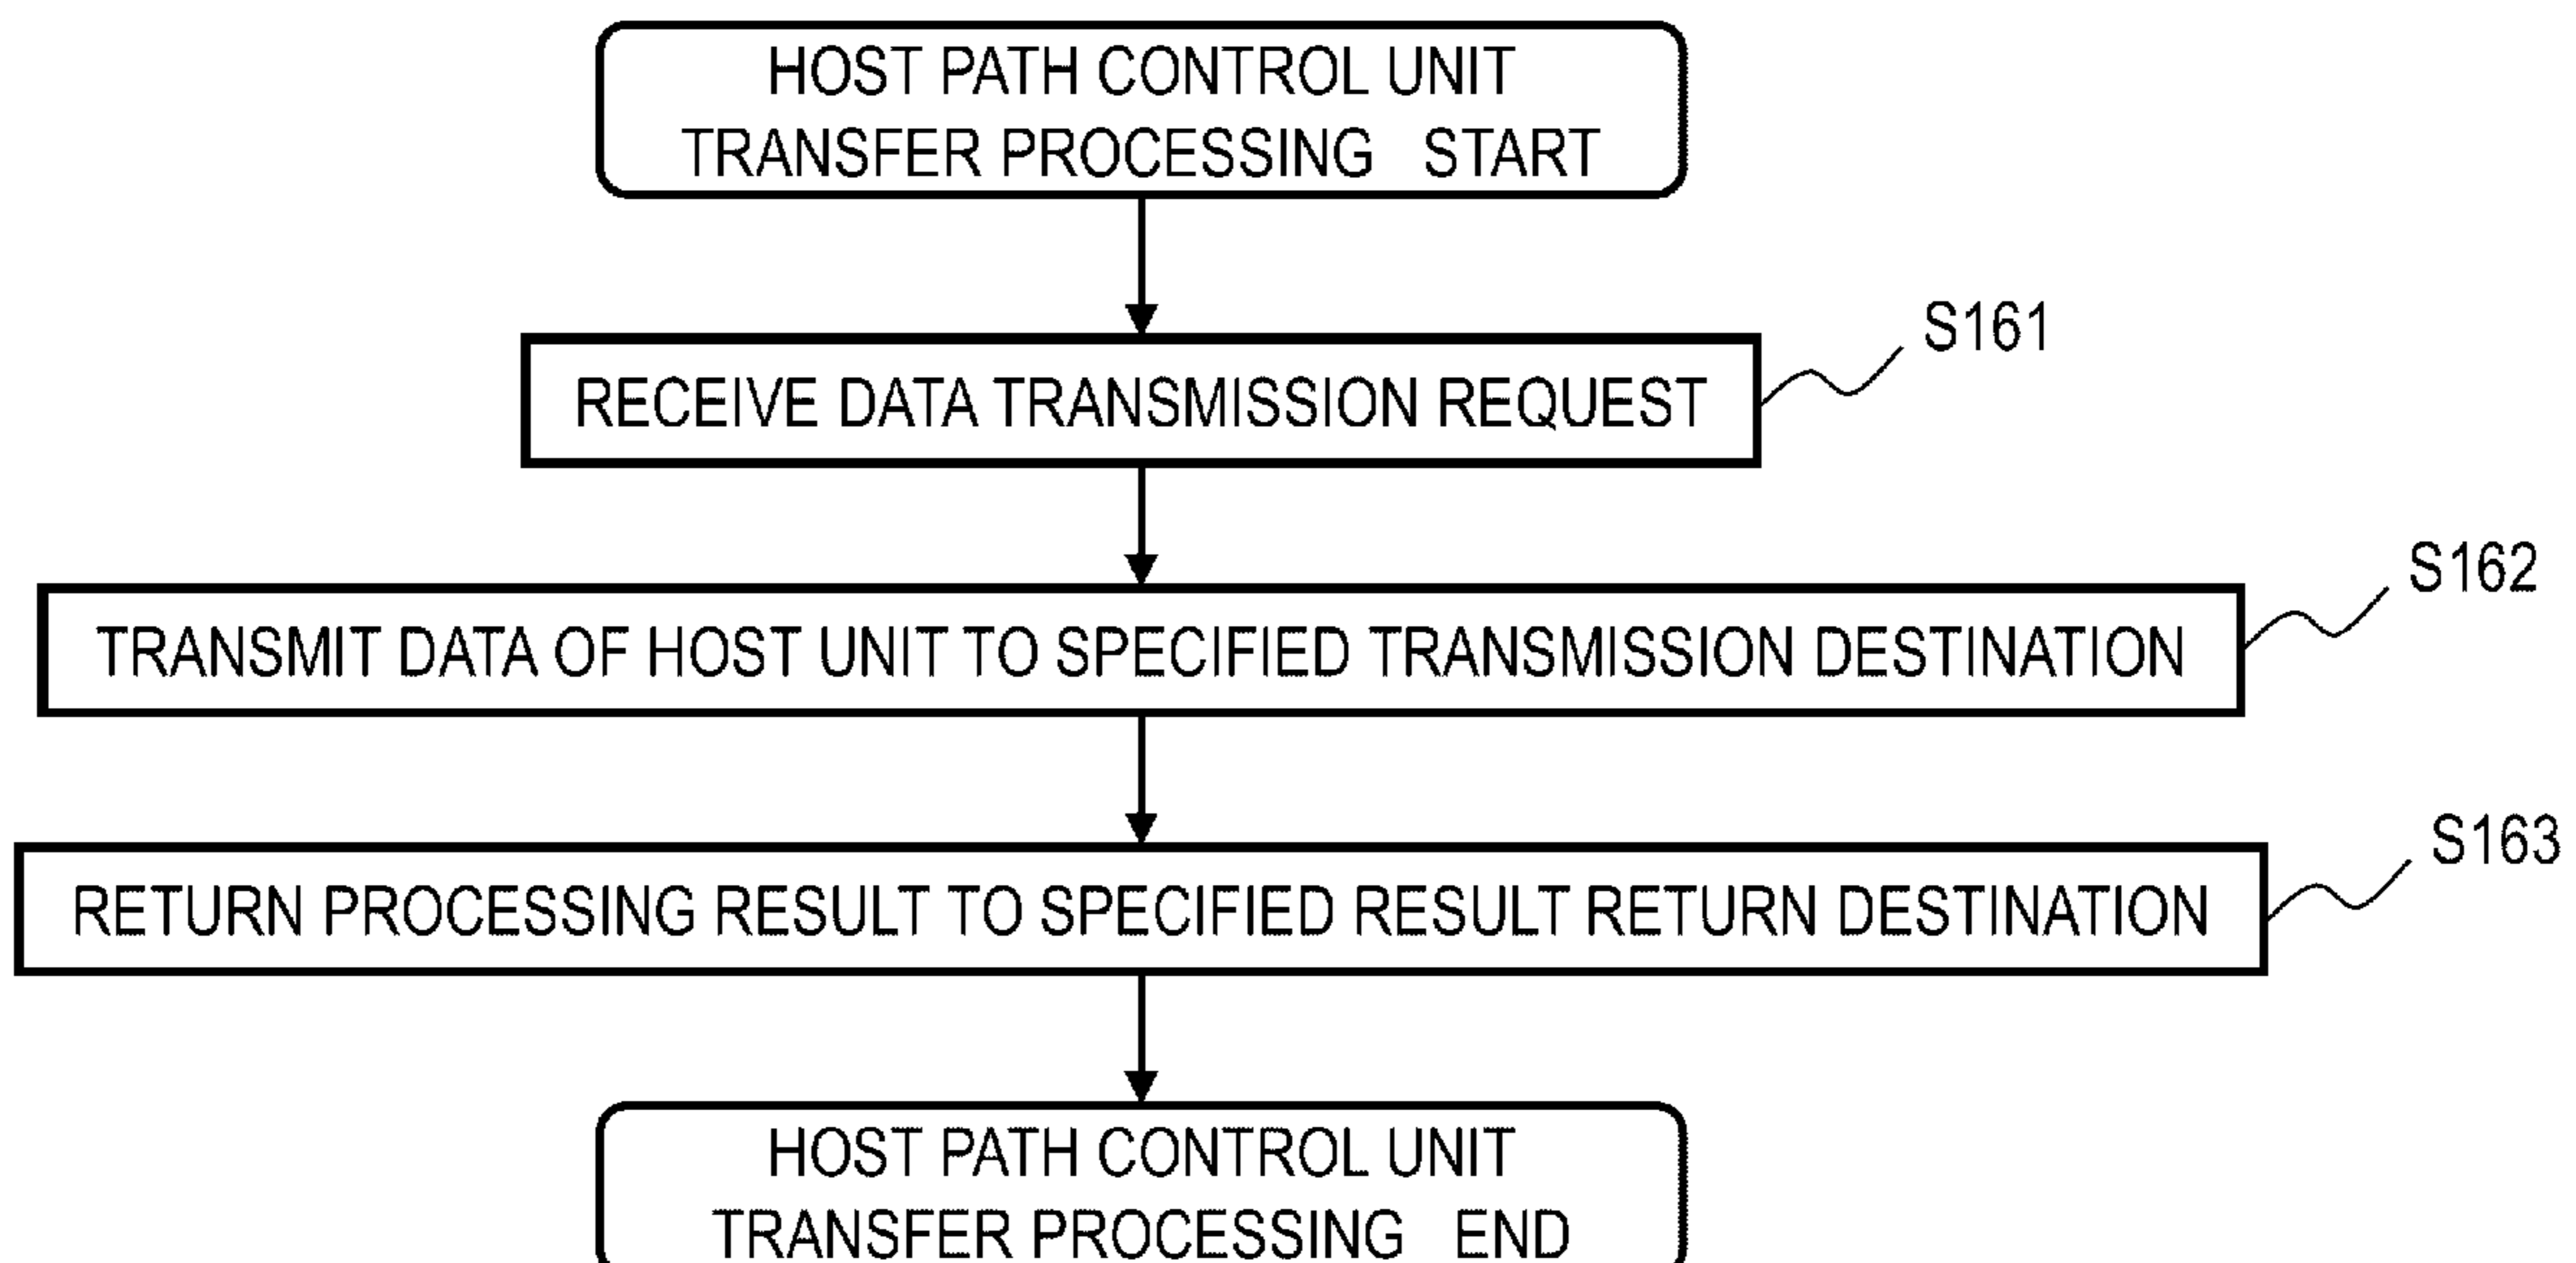 HOST PATH CONTROL UNIT
TRANSFER PROCESSING START
S161
RECEIVE DATA TRANSMISSION REQUEST
S162
TRANSMIT DATA OF HOST UNIT TO SPECIFIED TRANSMISSION DESTINATION
S163
RETURN PROCESSING RESULT TO SPECIFIED RESULT RETURN DESTINATION
HOST PATH CONTROL UNIT
TRANSFER PROCESSING END